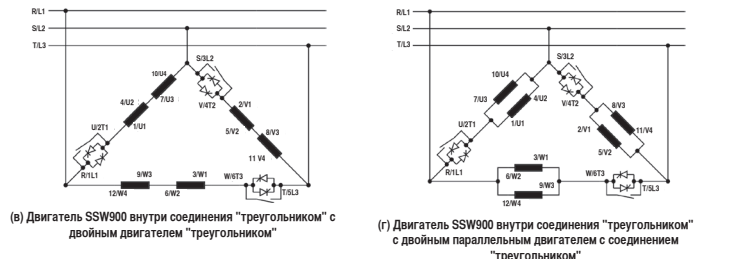 R/L1
S/L2
T/L3
S/3L2
10/U4
7/U3
V/4T2
4/U2
1/U1
2/V1
5/V2
8/V3
11 V4
U/2T1
R/1L1
9/W3
3/W1
W/6T3
12/W4
6/W2
T/5L3
(в) Двигатель SSW900 внутри соединения "треугольником" с
двойным двигателем "треугольником"
R/L1
S/L2
T/L3
S/3L2
10/U4
7/U3
4/U2
1/U1
V/4T2
8/V3
2/V1
11/V4
5/V2
U/2T1
R/1L1
3/W1
6/W2
9/W3
12/W4
W/6T3
T/5L3
(г) Двигатель SSW900 внутри соединения "треугольником"
с двойным параллельным двигателем с соединением
"треугольником"